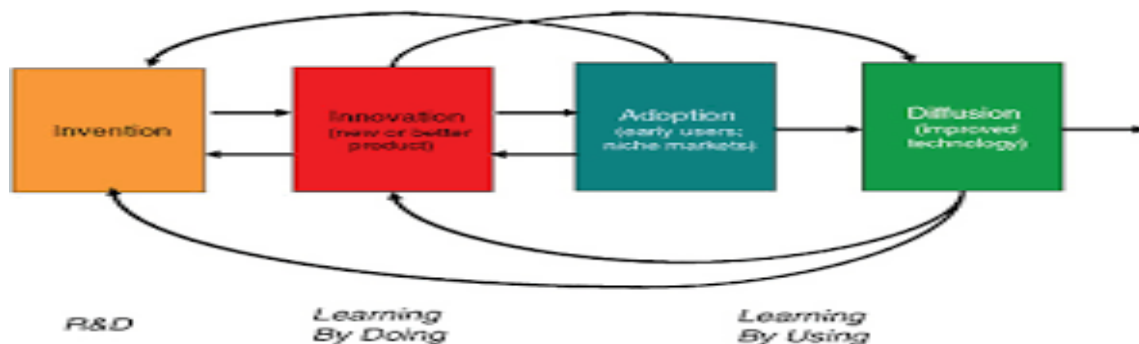 Invention
Innovation
(new or better
product)
Adoption
(early users;
niche markets)
Diffusion
(improved
technology)
R&D
Learning
By Doing
Learning
By Using